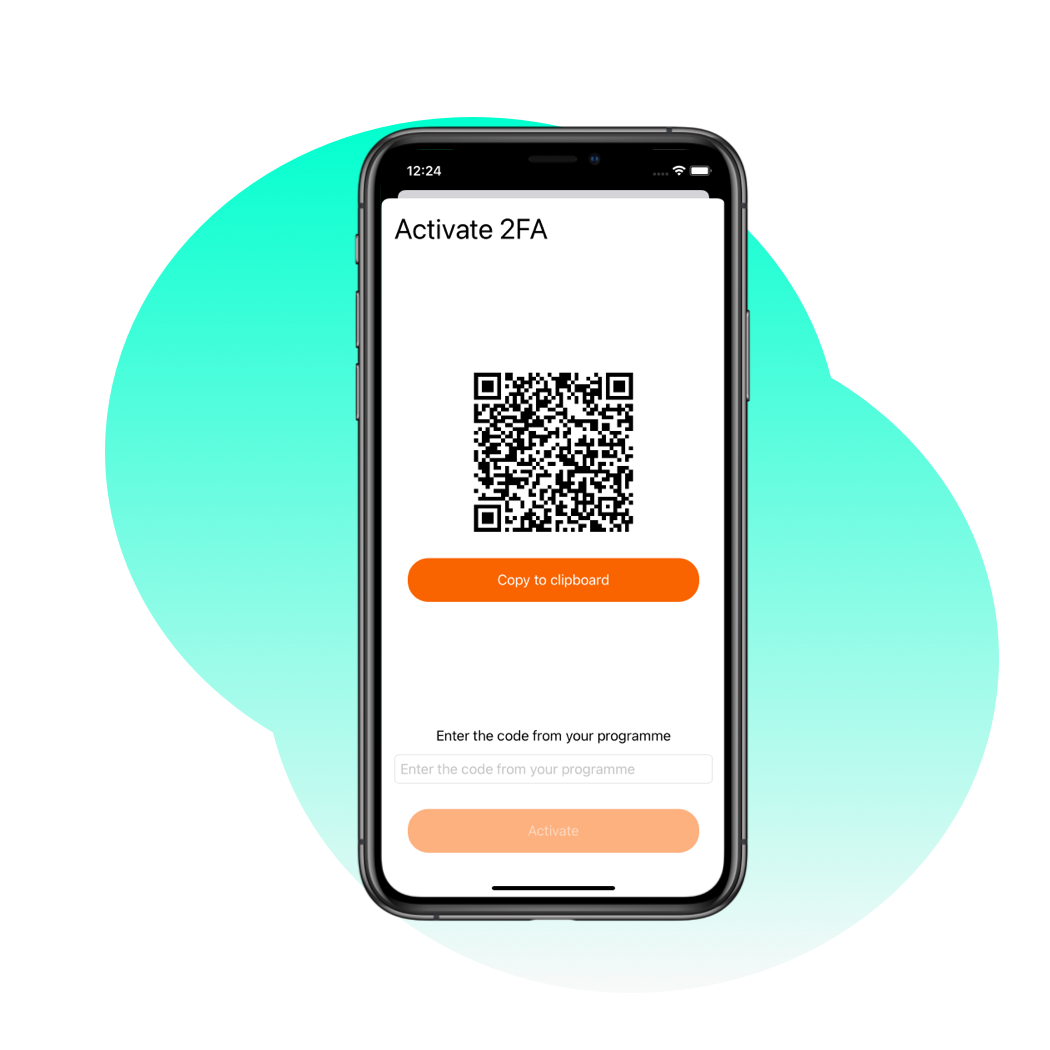 12:24
Activate 2FA
Copy to clipboard
Enter the code from your programme
Enter the code from your programme
Activate